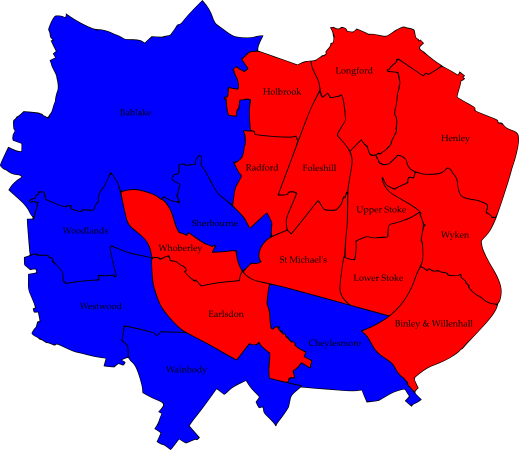 Longford
Holbrook
Bablake
Henley
Radford
Foleshill
Upper Stoke
Sherbourne
Woodlands
Wyken
Whoberley
St Michael's
Lower Stoke
Westwood
Earlsdon
Binley & Willenhall
Cheylesmore
Wainbody